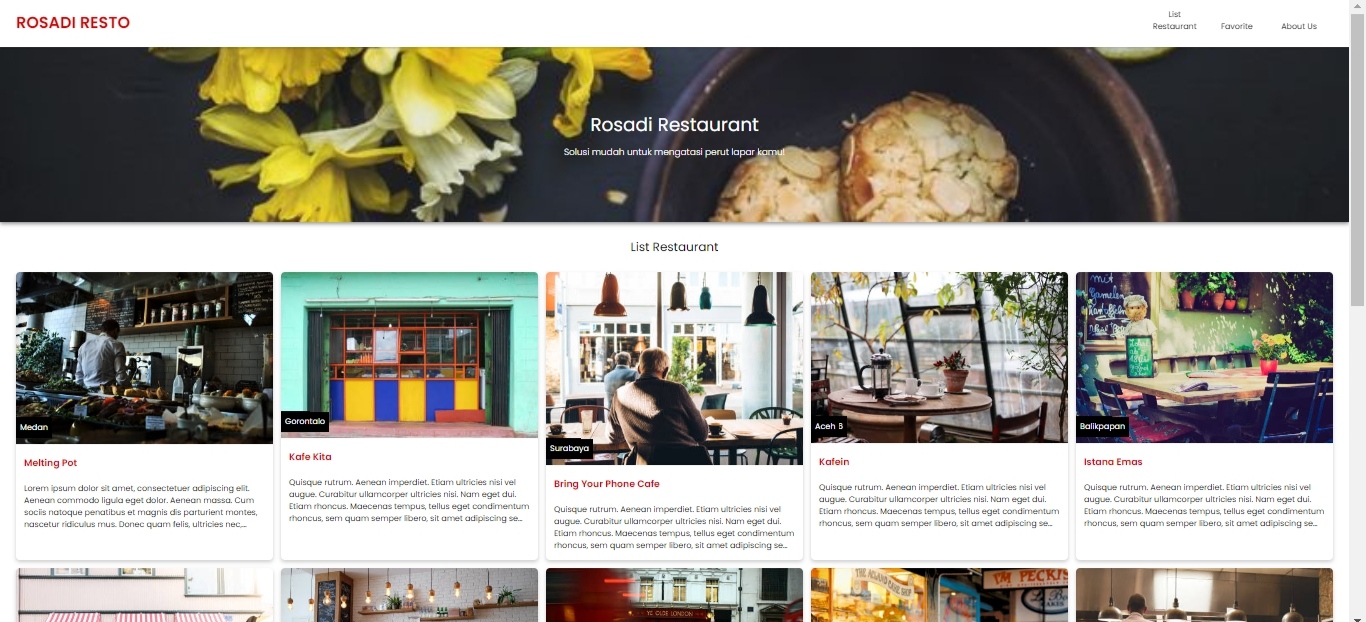 ROSADI RESTO
List
Restaurant
Favorite
About Us
Rosadi Restaurant
Solusi mudah untuk mengatasi perut lapar kamu!
List Restaurant
Medan
Melting Pot
Lorem ipsum dolor sit amet, consectetuer adipiscing elit.
Aenean commodo ligula eget dolor. Aenean massa. Cum
sociis natoque penatibus et magnis dis parturient montes,
nascetur ridiculus mus. Donec quam felis, ultricies nec,...
Gorontalo
Kafe Kita
Quisque rutrum. Aenean imperdiet. Etiam ultricies nisi vel
augue. Curabitur ullamcorper ultricies nisi. Nam eget dui.
Etiam rhoncus. Maecenas tempus, tellus eget condimentum
rhoncus, sem quam semper libero, sit amet adipiscing se...
Surabaya
Bring Your Phone Cafe
Quisque rutrum. Aenean imperdiet. Etiam ultricies nisi vel
augue. Curabitur ullamcorper ultricies nisi. Nam eget dui.
Etiam rhoncus. Maecenas tempus, tellus eget condimentum
rhoncus, sem quam semper libero, sit amet adipiscing se...
Aceh
Kafein
Quisque rutrum. Aenean imperdiet. Etiam ultricies nisi vel
augue. Curabitur ullamcorper ultricies nisi. Nam eget dui.
Etiam rhoncus. Maecenas tempus, tellus eget condimentum
rhoncus, sem quam semper libero, sit amet adipiscing se...
Balikpapan
Istana Emas
Quisque rutrum. Aenean imperdiet. Etiam ultricies nisi vel
augue. Curabitur ullamcorper ultricies nisi. Nam eget dui.
Etiam rhoncus. Maecenas tempus, tellus eget condimentum
rhoncus, sem quam semper libero, sit amet adipiscing se...
YE OLDE LONDON